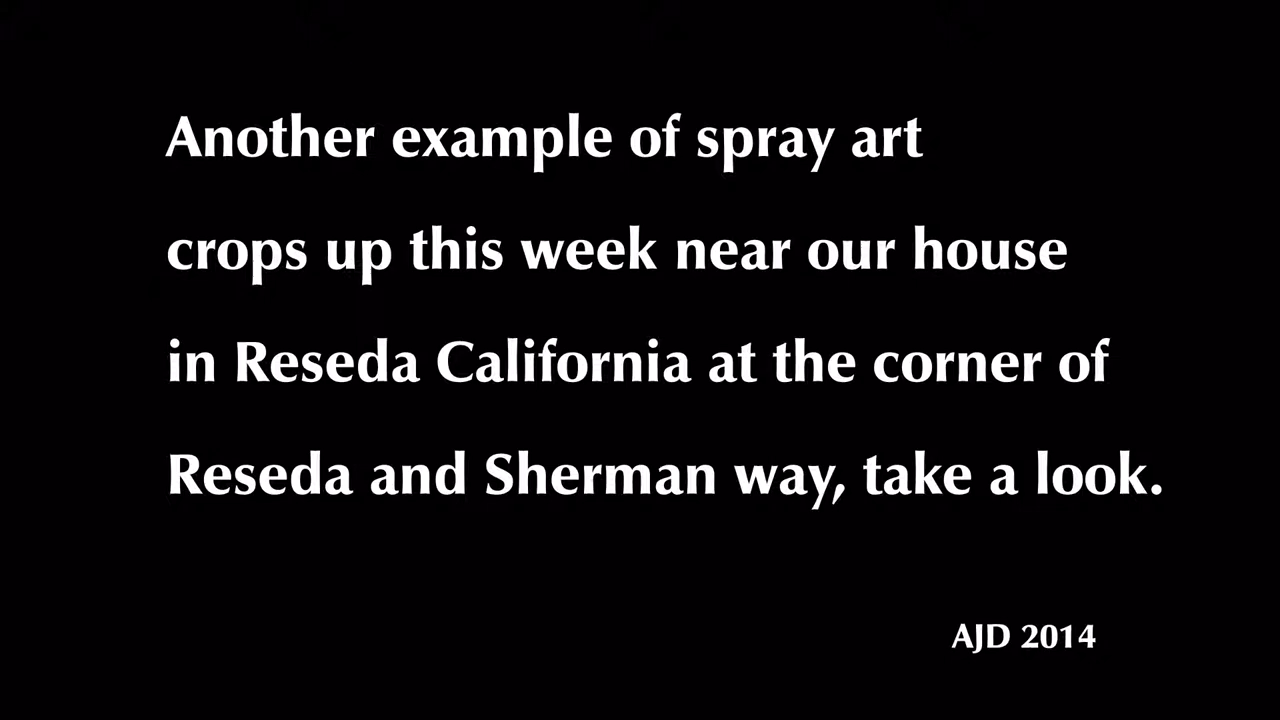 Another example of spray art
crops up this week near our house
in Reseda California at the corner of
Reseda and Sherman way, take a look.
AJD 2014